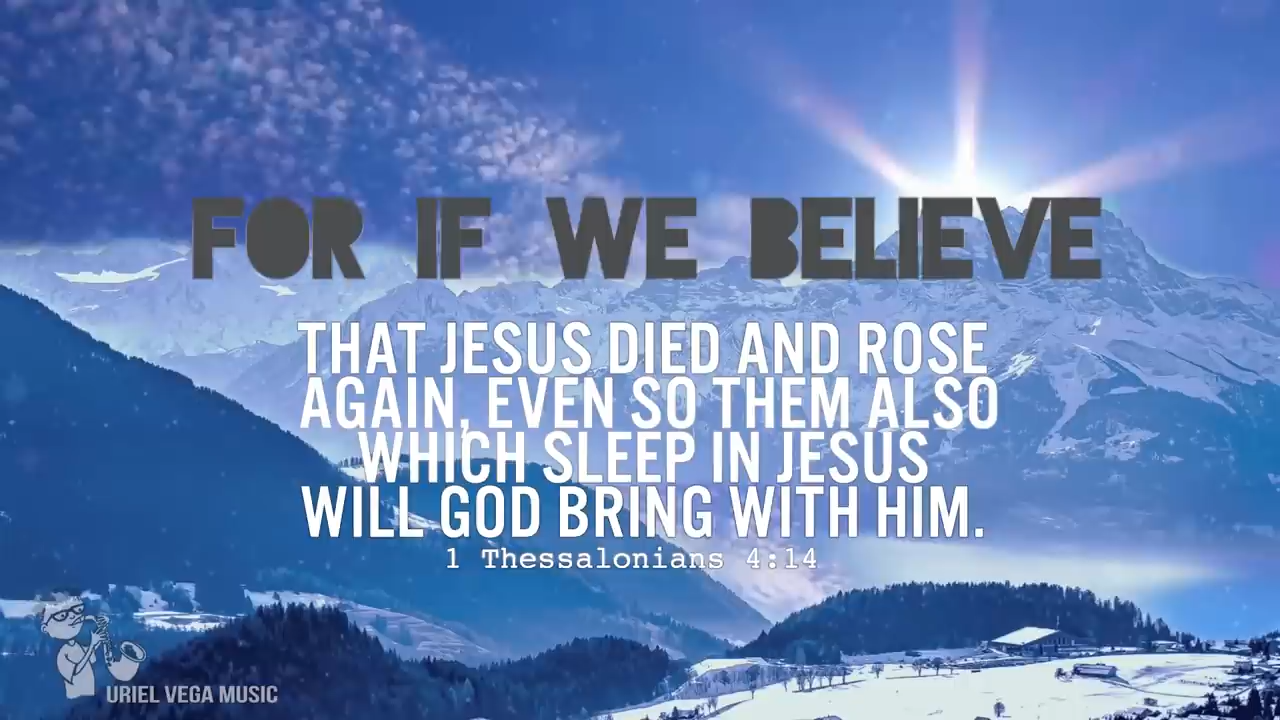 FOR IF WE BELIEVE
THAT JESUS DIED AND ROSE
AGAIN, EVEN SO THEM ALSO
WHICH SLEEP IN JESUS
WILL GOD BRING WITH HIM.
1 Thessalonians 4:14
URIEL VEGA MUSIC